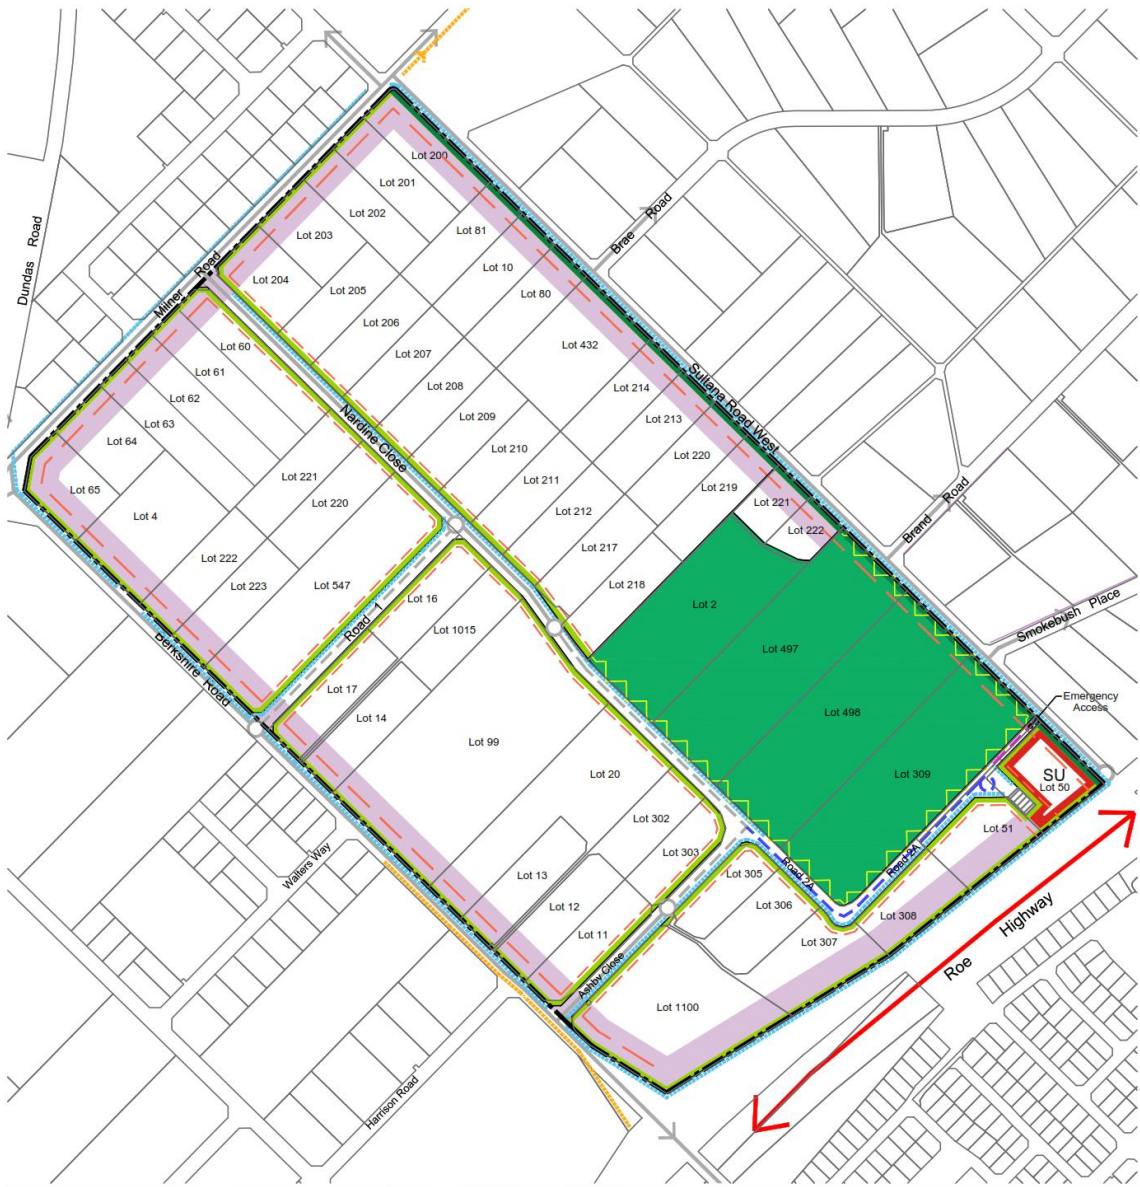 Lot 200
Lot 201
Lot 202
Lot 81
Lot 203
Brae Road
Dundas Road
Milner Road
Lot 204
Lot 205
Lot 10
Lot 80
Lot 206
Lot 60
Lot 432
Lot 61
Lot 207
Lot 62
Lot 208
Lot 214
Sultana Road West
Lot 63
Lot 209
Lot 213
Nardine Close
Lot 64
Lot 210
Lot 220
Lot 221
Lot 211
Lot 219
Lot 65
Lot 220
Lot 221
Lot 4
Lot 212
Lot 222
Brand Road
Lot 217
Lot 222
Lot 223
Lot 547
Lot 218
Lot 16
Lot 2
Road 1
Smokebush Place
Lot 1015
Lot 497
Berkshire Road
Lot 17
Emergency
Access
Lot 14
Lot 498
Lot 99
Lot 20
Lot 309
SU
Lot 50
Lot 302
Lot 51
Lot 303
Walters Way
Lot 13
Lot 305
Road 2A
Road 2A
Lot 12
Lot 306
Lot 308
Lot 11
Lot 307
Roe Highway
Ashby Close
Lot 1100
Harrison Road